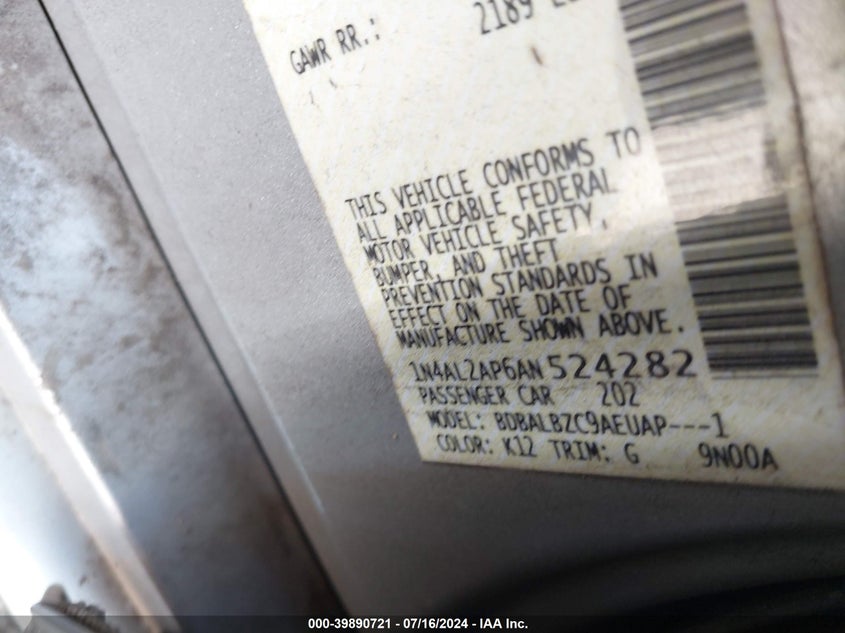 GAWR RR.: 2189
THIS VEHICLE CONFORMS TO
ALL APPLICABLE FEDERAL
MOTOR VEHICLE SAFETY,
BUMPER, AND THEFT
PREVENTION STANDARDS IN
EFFECT ON THE DATE OF
MANUFACTURE SHOWN ABOVE.
1N4AL2AP6AN524282
PASSENGER CAR 202
MODEL: BDBALBZC9AEUAP---1
COLOR: K12 TRIM: G 9N00A
000-39890721 - 07/16/2024 - IAA Inc.